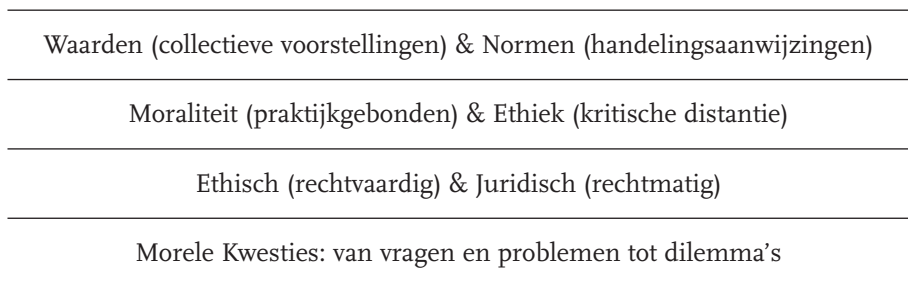 Waarden (collectieve voorstellingen) & Normen (handelingsaanwijzingen)
Moraliteit (praktijkgebonden) & Ethiek (kritische distantie)
Ethisch (rechtvaardig) & Juridisch (rechtmatig)
Morele Kwesties: van vragen en problemen tot dilemma’s